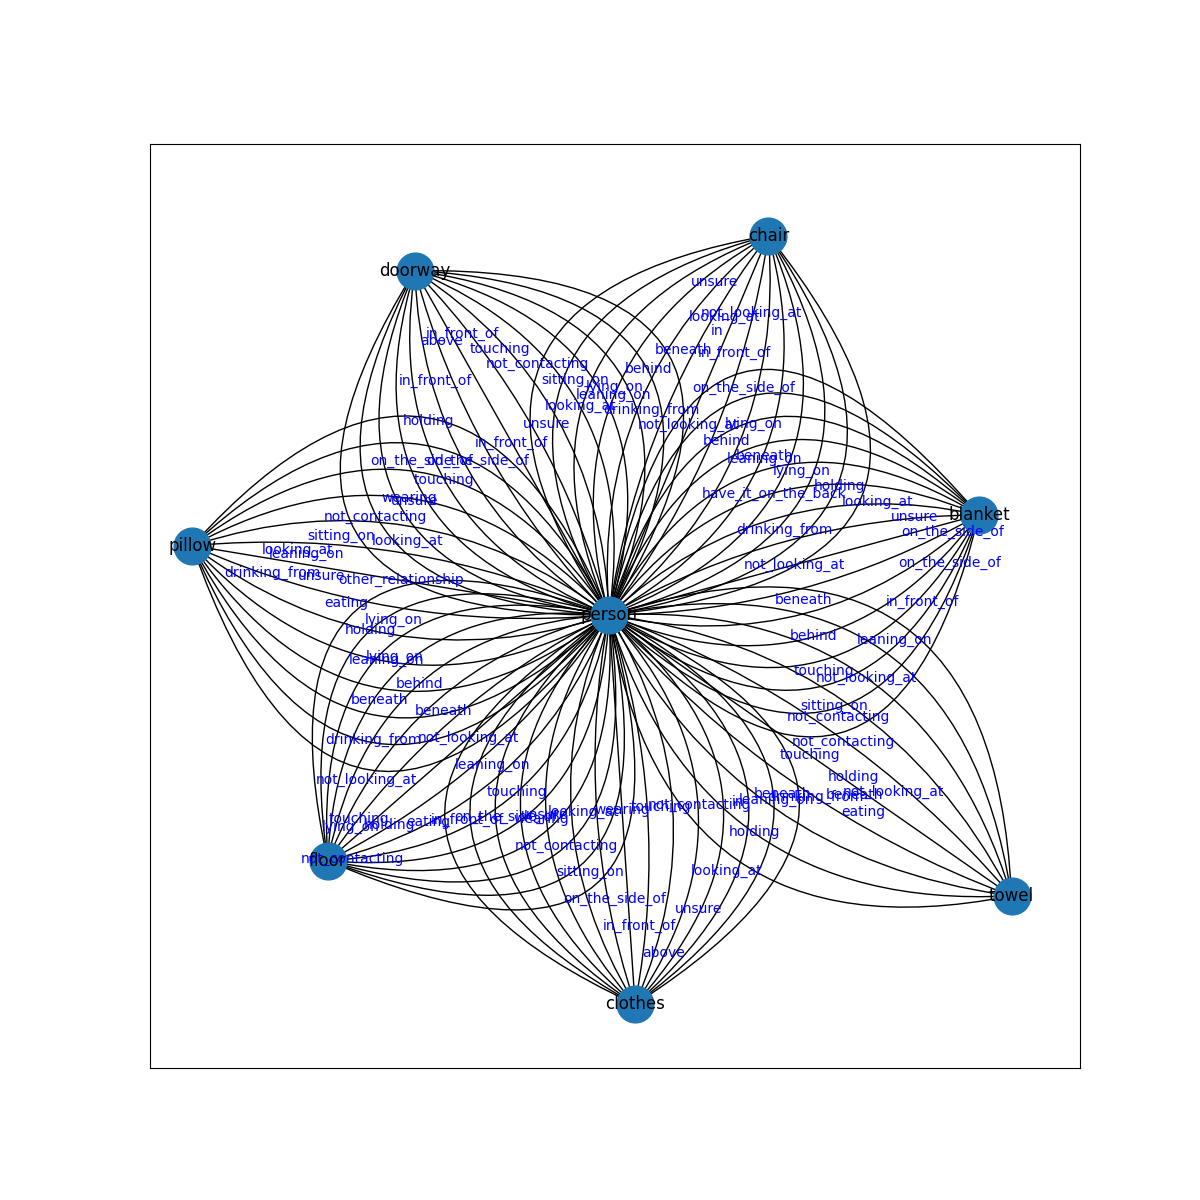 chair
doorway
unsure
not_looking_at
looking_at
in
in_front_of
above
touching
beneath
in_front_of
not_contacting
behind
in_front_of
sitting_on
lying_on
on_the_side_of
leaning_on
looking_at
drinking_from
holding
unsure
not_looking_at
lying_on
in_front_of
behind
on_the_side_of
on_the_side_of
beneath
leaning_on
lying_on
touching
holding
have_it_on_the_back
wearing
unsure
looking_at
blanket
not_contacting
unsure
drinking_from
on_the_side_of
sitting_on
looking_at
pillow
looking_at
leaning_on
not_looking_at
on_the_side_of
drinking_from
unsure
other_relationship
eating
beneath
in_front_of
person
lying_on
holding
behind
leaning_on
lying_on
leaning_on
touching
not_looking_at
behind
beneath
beneath
sitting_on
not_contacting
drinking_from
not_looking_at
not_contacting
touching
leaning_on
not_looking_at
holding
touching
beneath
leaning_on
drinking_from
beneath
not_looking_at
touching
lying_on
holding
eating
in_front_of
on_the_side_of
unsure
wearing
looking_at
wearing
touching
not_contacting
eating
holding
not_contacting
floor
not_contacting
sitting_on
looking_at
towel
on_the_side_of
unsure
in_front_of
above
clothes